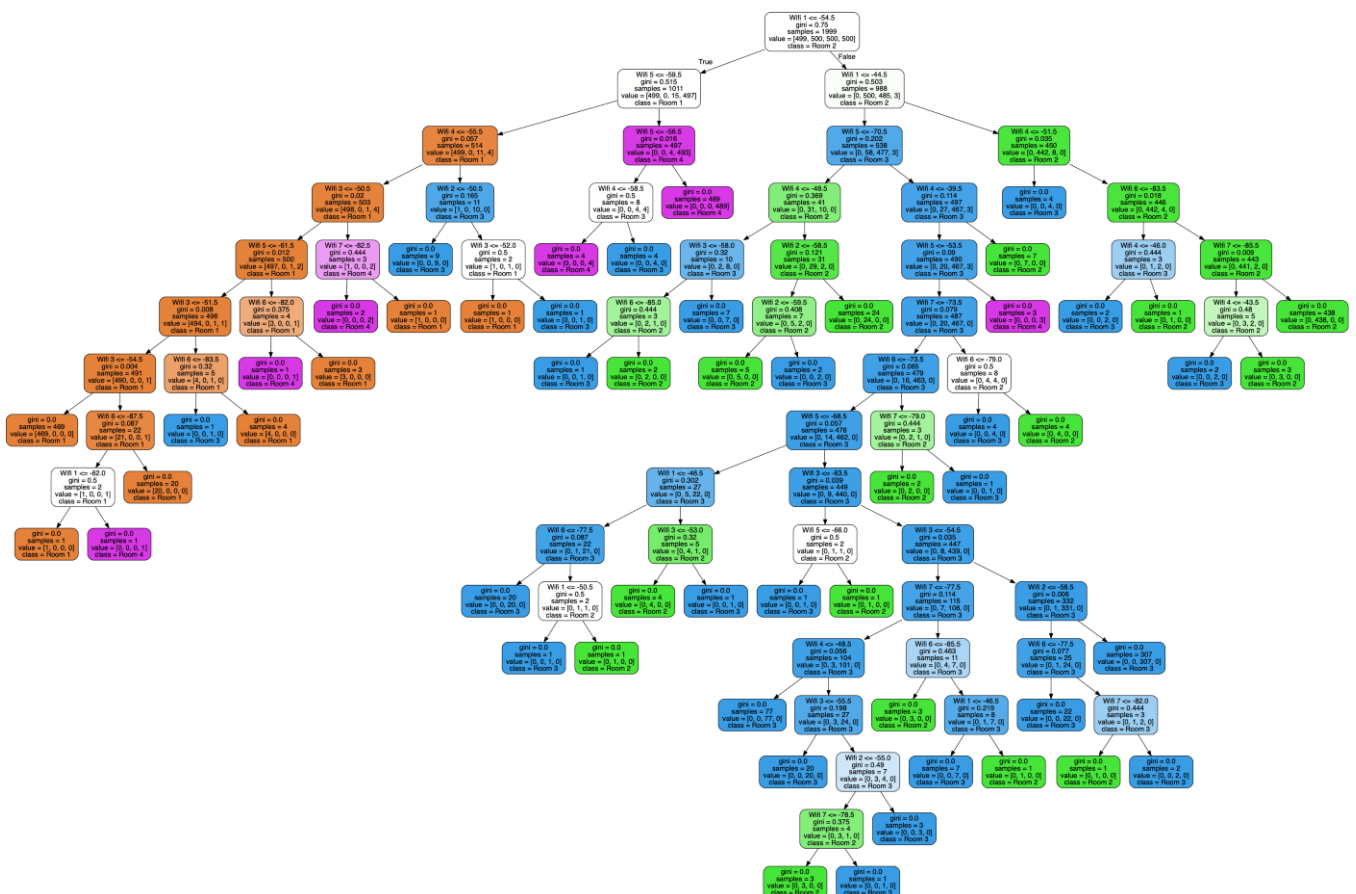 Wifi 1 <= -54.5
gini = 0.75
samples = 1999
value = [499, 500, 500, 500]
class = Room 2
True
False
Wifi 5 <= -59.5
gini = 0.515
samples = 1011
value = [499, 0, 15, 497]
class = Room 1
Wifi 1 <= -44.5
gini = 0.503
samples = 988
value = [0, 500, 485, 3]
class = Room 2
Wifi 4 <= -55.5
gini = 0.057
samples = 514
value = [499, 0, 11, 4]
class = Room 1
Wifi 5 <= -56.5
gini = 0.016
samples = 497
value = [0, 0, 4, 493]
class = Room 4
Wifi 5 <= -70.5
gini = 0.202
samples = 538
value = [0, 58, 477, 3]
class = Room 3
Wifi 4 <= -51.5
gini = 0.035
samples = 450
value = [0, 442, 8, 0]
class = Room 2
Wifi 3 <= -50.5
gini = 0.02
samples = 503
value = [498, 0, 1, 4]
class = Room 1
Wifi 2 <= -50.5
gini = 0.165
samples = 11
value = [1, 0, 10, 0]
class = Room 3
Wifi 4 <= -58.5
gini = 0.5
samples = 8
value = [0, 0, 4, 4]
class = Room 3
gini = 0.0
samples = 489
value = [0, 0, 0, 489]
class = Room 4
Wifi 4 <= -48.5
gini = 0.369
samples = 41
value = [0, 31, 10, 0]
class = Room 2
Wifi 4 <= -39.5
gini = 0.114
samples = 497
value = [0, 27, 467, 3]
class = Room 3
gini = 0.0
samples = 4
value = [0, 0, 4, 0]
class = Room 3
Wifi 6 <= -83.5
gini = 0.018
samples = 446
value = [0, 442, 4, 0]
class = Room 2
Wifi 5 <= -61.5
gini = 0.012
samples = 500
value = [497, 0, 1, 2]
class = Room 1
Wifi 7 <= -82.5
gini = 0.444
samples = 3
value = [1, 0, 0, 2]
class = Room 4
gini = 0.0
samples = 9
value = [0, 0, 9, 0]
class = Room 3
Wifi 3 <= -52.0
gini = 0.5
samples = 2
value = [1, 0, 1, 0]
class = Room 1
gini = 0.0
samples = 4
value = [0, 0, 0, 4]
class = Room 4
gini = 0.0
samples = 4
value = [0, 0, 4, 0]
class = Room 3
Wifi 3 <= -58.0
gini = 0.32
samples = 10
value = [0, 2, 8, 0]
class = Room 3
Wifi 2 <= -58.5
gini = 0.121
samples = 31
value = [0, 29, 2, 0]
class = Room 2
Wifi 5 <= -53.5
gini = 0.09
samples = 490
value = [0, 20, 467, 3]
class = Room 3
gini = 0.0
samples = 7
value = [0, 7, 0, 0]
class = Room 2
Wifi 4 <= -46.0
gini = 0.444
samples = 3
value = [0, 1, 2, 0]
class = Room 3
Wifi 7 <= -85.5
gini = 0.009
samples = 443
value = [0, 441, 2, 0]
class = Room 2
Wifi 3 <= -51.5
gini = 0.008
samples = 496
value = [494, 0, 1, 1]
class = Room 1
Wifi 6 <= -82.0
gini = 0.375
samples = 4
value = [3, 0, 0, 1]
class = Room 1
gini = 0.0
samples = 2
value = [0, 0, 0, 2]
class = Room 4
gini = 0.0
samples = 1
value = [1, 0, 0, 0]
class = Room 1
gini = 0.0
samples = 1
value = [1, 0, 0, 0]
class = Room 1
gini = 0.0
samples = 1
value = [0, 0, 1, 0]
class = Room 3
Wifi 6 <= -85.0
gini = 0.444
samples = 3
value = [0, 2, 1, 0]
class = Room 2
gini = 0.0
samples = 7
value = [0, 0, 7, 0]
class = Room 3
Wifi 2 <= -59.5
gini = 0.408
samples = 7
value = [0, 5, 2, 0]
class = Room 2
gini = 0.0
samples = 24
value = [0, 24, 0, 0]
class = Room 2
Wifi 7 <= -73.5
gini = 0.079
samples = 487
value = [0, 20, 467, 0]
class = Room 3
gini = 0.0
samples = 3
value = [0, 0, 0, 3]
class = Room 4
gini = 0.0
samples = 2
value = [0, 0, 2, 0]
class = Room 3
gini = 0.0
samples = 1
value = [0, 1, 0, 0]
class = Room 2
Wifi 4 <= -43.5
gini = 0.48
samples = 5
value = [0, 3, 2, 0]
class = Room 2
gini = 0.0
samples = 438
value = [0, 438, 0, 0]
class = Room 2
Wifi 3 <= -54.5
gini = 0.004
samples = 491
value = [490, 0, 0, 1]
class = Room 1
Wifi 6 <= -83.5
gini = 0.32
samples = 5
value = [4, 0, 1, 0]
class = Room 1
gini = 0.0
samples = 1
value = [0, 0, 0, 1]
class = Room 4
gini = 0.0
samples = 3
value = [3, 0, 0, 0]
class = Room 1
gini = 0.0
samples = 1
value = [0, 0, 1, 0]
class = Room 3
gini = 0.0
samples = 2
value = [0, 2, 0, 0]
class = Room 2
gini = 0.0
samples = 5
value = [0, 5, 0, 0]
class = Room 2
gini = 0.0
samples = 2
value = [0, 0, 2, 0]
class = Room 3
Wifi 6 <= -73.5
gini = 0.065
samples = 479
value = [0, 16, 463, 0]
class = Room 3
Wifi 6 <= -79.0
gini = 0.5
samples = 8
value = [0, 4, 4, 0]
class = Room 2
gini = 0.0
samples = 2
value = [0, 0, 2, 0]
class = Room 3
gini = 0.0
samples = 3
value = [0, 3, 0, 0]
class = Room 2
gini = 0.0
samples = 469
value = [469, 0, 0, 0]
class = Room 1
Wifi 6 <= -87.5
gini = 0.087
samples = 22
value = [21, 0, 0, 1]
class = Room 1
gini = 0.0
samples = 1
value = [0, 0, 1, 0]
class = Room 3
gini = 0.0
samples = 4
value = [4, 0, 0, 0]
class = Room 1
Wifi 5 <= -68.5
gini = 0.057
samples = 476
value = [0, 14, 462, 0]
class = Room 3
Wifi 7 <= -79.0
gini = 0.444
samples = 3
value = [0, 2, 1, 0]
class = Room 2
gini = 0.0
samples = 4
value = [0, 0, 4, 0]
class = Room 3
gini = 0.0
samples = 4
value = [0, 4, 0, 0]
class = Room 2
Wifi 1 <= -62.0
gini = 0.5
samples = 2
value = [1, 0, 0, 1]
class = Room 1
gini = 0.0
samples = 20
value = [20, 0, 0, 0]
class = Room 1
Wifi 1 <= -46.5
gini = 0.302
samples = 27
value = [0, 5, 22, 0]
class = Room 3
Wifi 3 <= -63.5
gini = 0.039
samples = 449
value = [0, 9, 440, 0]
class = Room 3
gini = 0.0
samples = 2
value = [0, 2, 0, 0]
class = Room 2
gini = 0.0
samples = 1
value = [0, 0, 1, 0]
class = Room 3
gini = 0.0
samples = 1
value = [1, 0, 0, 0]
class = Room 1
gini = 0.0
samples = 1
value = [0, 0, 0, 1]
class = Room 4
Wifi 6 <= -77.5
gini = 0.087
samples = 22
value = [0, 1, 21, 0]
class = Room 3
Wifi 3 <= -53.0
gini = 0.32
samples = 5
value = [0, 4, 1, 0]
class = Room 2
Wifi 5 <= -66.0
gini = 0.5
samples = 2
value = [0, 1, 1, 0]
class = Room 2
Wifi 3 <= -54.5
gini = 0.035
samples = 447
value = [0, 8, 439, 0]
class = Room 3
gini = 0.0
samples = 20
value = [0, 0, 20, 0]
class = Room 3
Wifi 1 <= -50.5
gini = 0.5
samples = 2
value = [0, 1, 1, 0]
class = Room 2
gini = 0.0
samples = 4
value = [0, 4, 0, 0]
class = Room 2
gini = 0.0
samples = 1
value = [0, 0, 1, 0]
class = Room 3
gini = 0.0
samples = 1
value = [0, 0, 1, 0]
class = Room 3
gini = 0.0
samples = 1
value = [0, 1, 0, 0]
class = Room 2
Wifi 7 <= -77.5
gini = 0.114
samples = 115
value = [0, 7, 108, 0]
class = Room 3
Wifi 2 <= -58.5
gini = 0.006
samples = 332
value = [0, 1, 331, 0]
class = Room 3
gini = 0.0
samples = 1
value = [0, 0, 1, 0]
class = Room 3
gini = 0.0
samples = 1
value = [0, 1, 0, 0]
class = Room 2
Wifi 4 <= -48.5
gini = 0.056
samples = 104
value = [0, 3, 101, 0]
class = Room 3
Wifi 6 <= -85.5
gini = 0.463
samples = 11
value = [0, 4, 7, 0]
class = Room 3
Wifi 6 <= -77.5
gini = 0.077
samples = 25
value = [0, 1, 24, 0]
class = Room 3
gini = 0.0
samples = 307
value = [0, 0, 307, 0]
class = Room 3
gini = 0.0
samples = 77
value = [0, 0, 77, 0]
class = Room 3
Wifi 3 <= -55.5
gini = 0.198
samples = 27
value = [0, 3, 24, 0]
class = Room 3
gini = 0.0
samples = 3
value = [0, 3, 0, 0]
class = Room 2
Wifi 1 <= -46.5
gini = 0.219
samples = 8
value = [0, 1, 7, 0]
class = Room 3
gini = 0.0
samples = 22
value = [0, 0, 22, 0]
class = Room 3
Wifi 7 <= -82.0
gini = 0.444
samples = 3
value = [0, 1, 2, 0]
class = Room 3
gini = 0.0
samples = 20
value = [0, 0, 20, 0]
class = Room 3
Wifi 2 <= -55.0
gini = 0.49
samples = 7
value = [0, 3, 4, 0]
class = Room 3
gini = 0.0
samples = 7
value = [0, 0, 7, 0]
class = Room 3
gini = 0.0
samples = 1
value = [0, 1, 0, 0]
class = Room 2
gini = 0.0
samples = 1
value = [0, 1, 0, 0]
class = Room 2
gini = 0.0
samples = 2
value = [0, 0, 2, 0]
class = Room 3
Wifi 7 <= -78.5
gini = 0.375
samples = 4
value = [0, 3, 1, 0]
class = Room 2
gini = 0.0
samples = 3
value = [0, 0, 3, 0]
class = Room 3
gini = 0.0
samples = 3
value = [0, 3, 0, 0]
class = Room 2
gini = 0.0
samples = 1
value = [0, 0, 1, 0]
class = Room 3